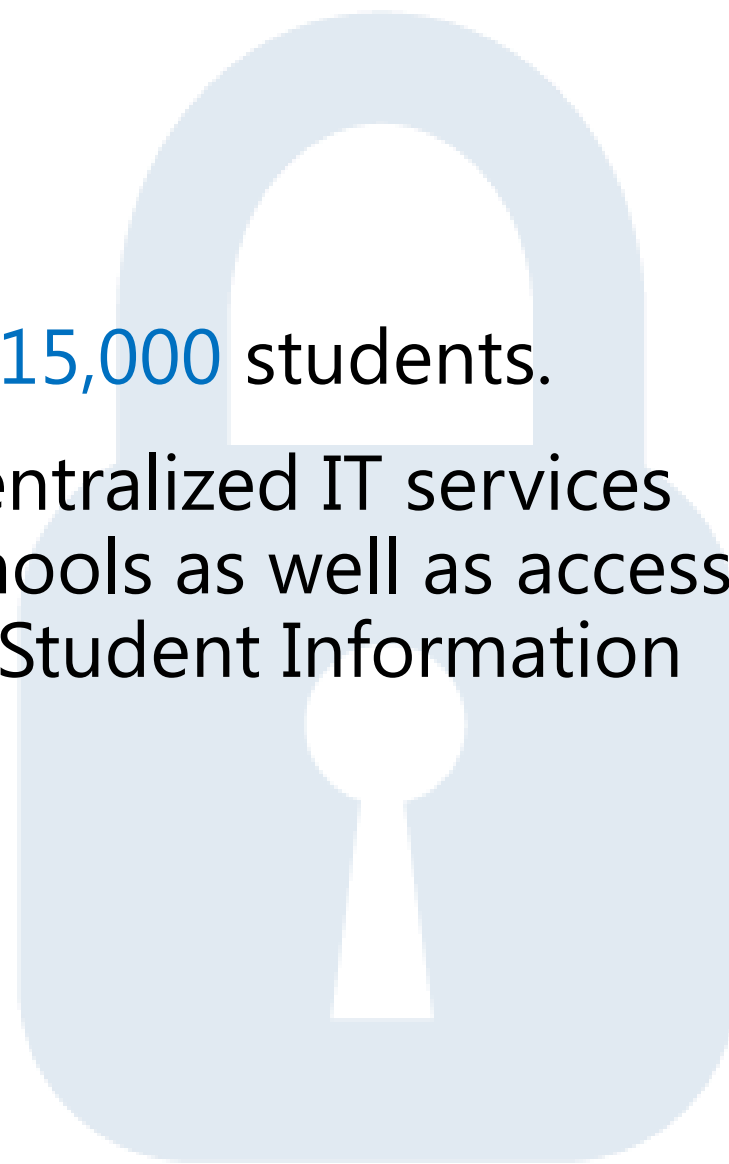 15,000 students.
entralized IT services
hools as well as access
Student Information